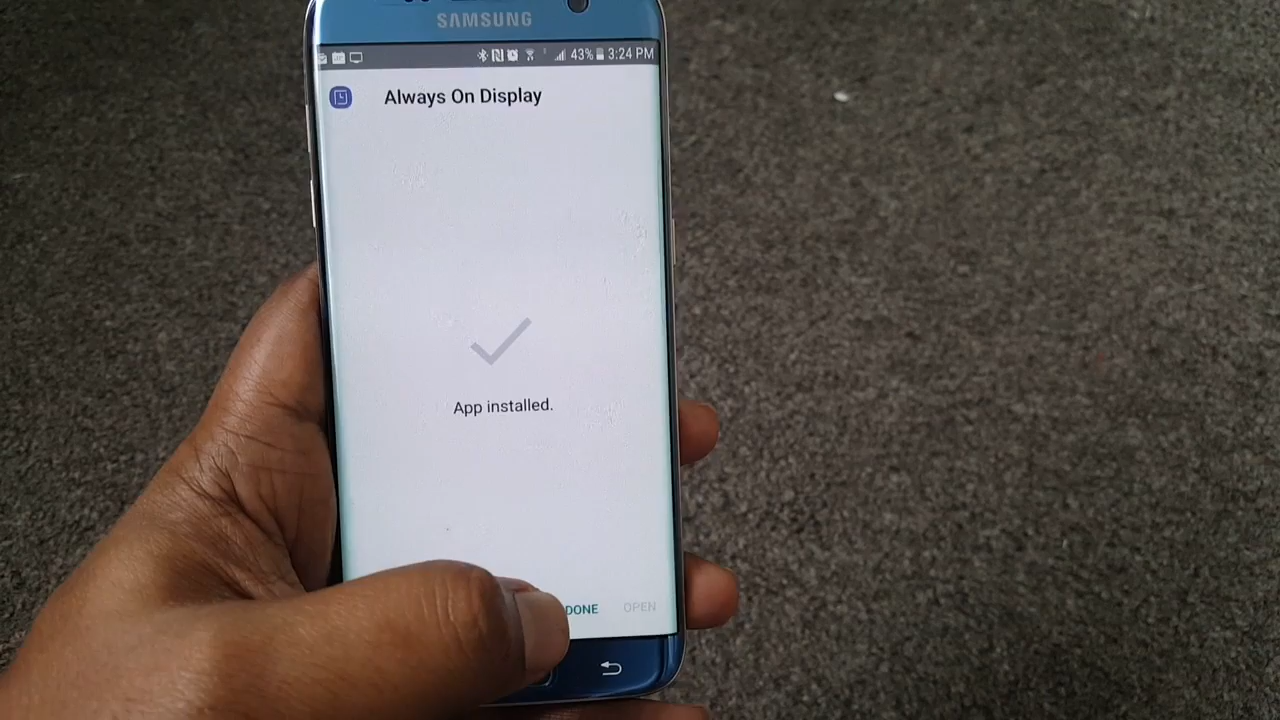 SAMSUNG
43% 3:24 PM
Always On Display
App installed.
DONE OPEN